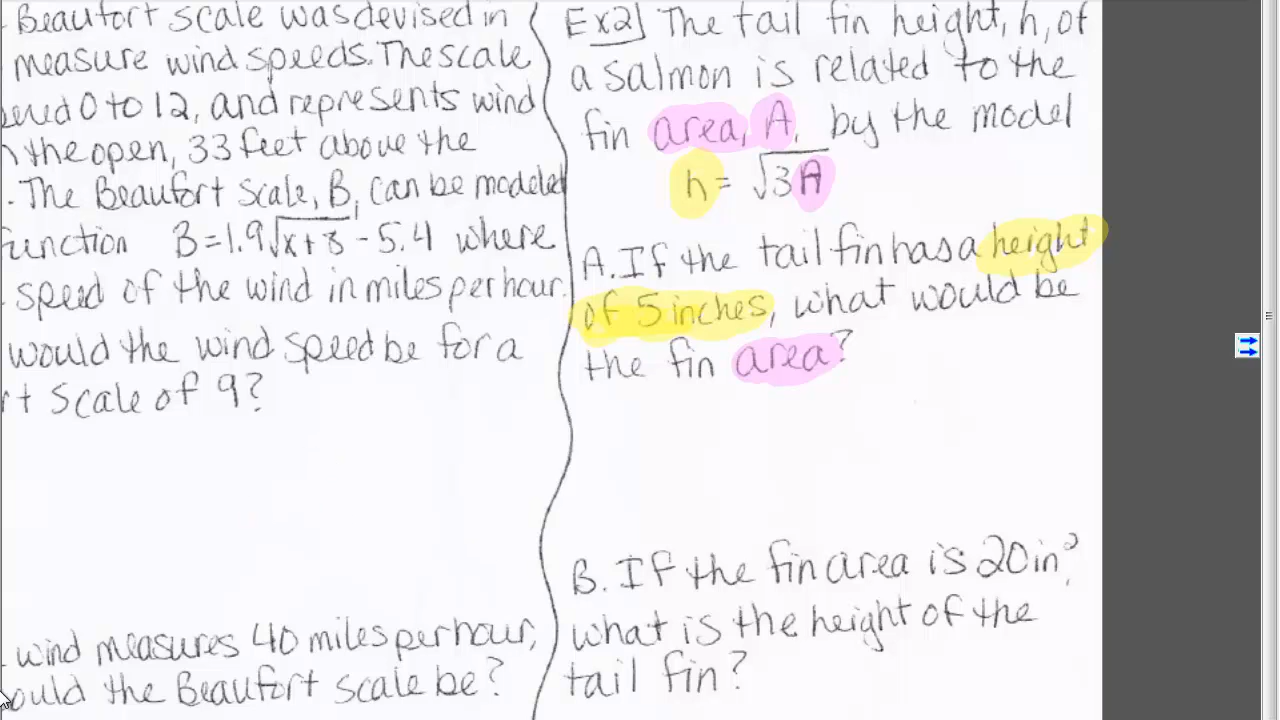 Beaufort scale was devised in
measure wind speeds. The scale
0 to 12, and represents wind
the open, 33 feet above the
. The Beaufort Scale, B, can be modeled
function B = 1.9√x+8 - 5.4 where
speed of the wind in miles per hour.
would the wind speed be for a
rt Scale of 9?
wind measures 40 miles per hour,
ould the Beaufort scale be?
Ex2] The tail fin height, h, of
a salmon is related to the
fin area, A, by the model
h = √3A
A. If the tail fin has a height
of 5 inches, what would be
the fin area?
B. If the fin area is 20 in²,
what is the height of the
tail fin?